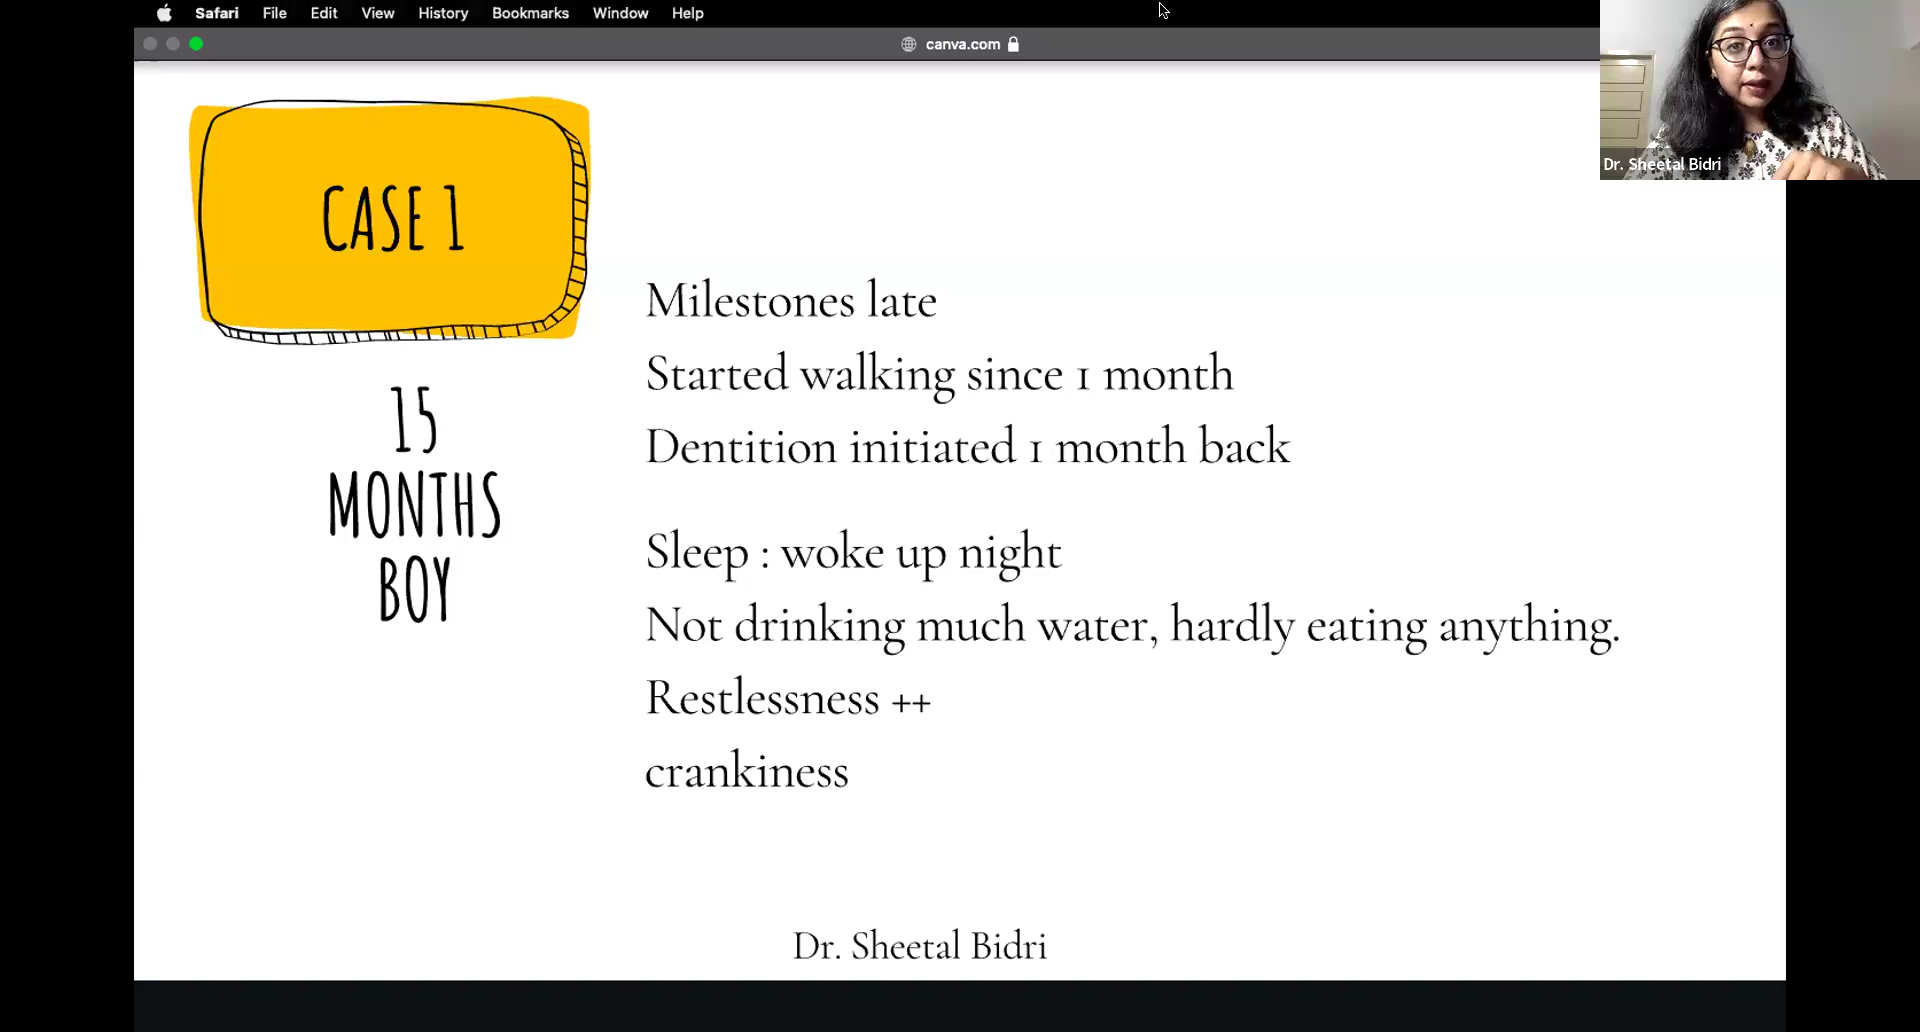 Safari File Edit View History Bookmarks Window Help
canva.com
Dr. Sheetal Bidri
CASE 1
15
MONTHS
BOY
Milestones late
Started walking since 1 month
Dentition initiated 1 month back
Sleep : woke up night
Not drinking much water, hardly eating anything.
Restlessness ++
crankiness
Dr. Sheetal Bidri